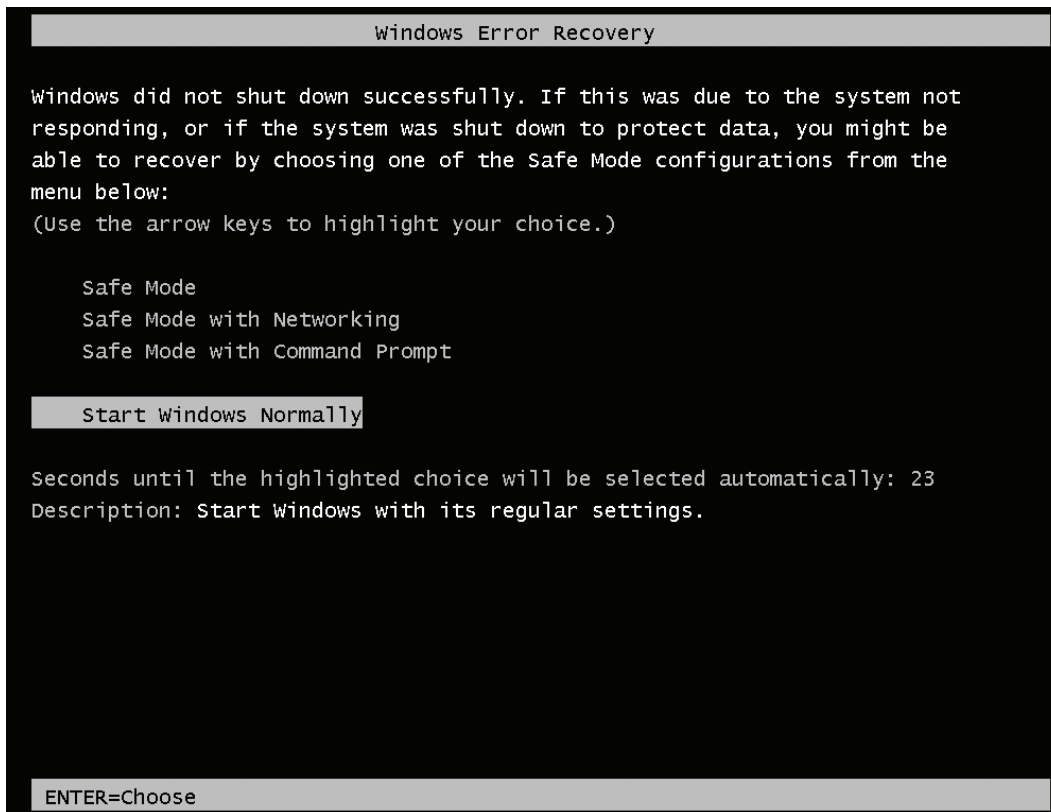 Windows Error Recovery
Windows did not shut down successfully. If this was due to the system not
responding, or if the system was shut down to protect data, you might be
able to recover by choosing one of the Safe Mode configurations from the
menu below:
(Use the arrow keys to highlight your choice.)
Safe Mode
Safe Mode with Networking
Safe Mode with Command Prompt
Start Windows Normally
Seconds until the highlighted choice will be selected automatically: 23
Description: Start Windows with its regular settings.
ENTER=Choose